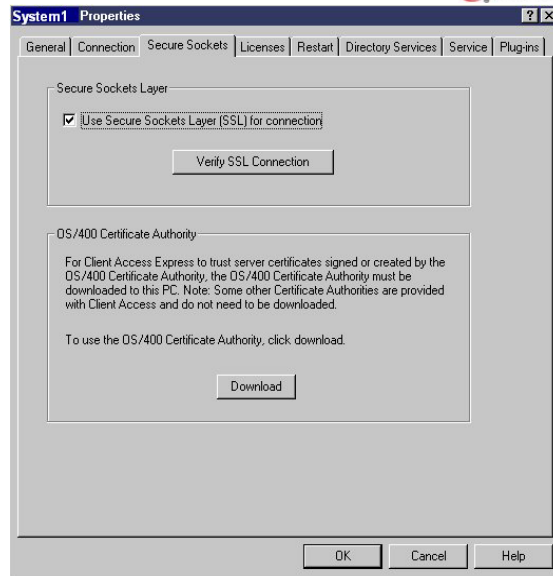 System1 Properties
General Connection Secure Sockets Licenses Restart Directory Services Service Plug-ins
Secure Sockets Layer
Use Secure Sockets Layer (SSL) for connection
Verify SSL Connection
OS/400 Certificate Authority
For Client Access Express to trust server certificates signed or created by the
OS/400 Certificate Authority, the OS/400 Certificate Authority must be
downloaded to this PC. Note: Some other Certificate Authorities are provided
with Client Access and do not need to be downloaded.
To use the OS/400 Certificate Authority, click download.
Download
OK Cancel Help